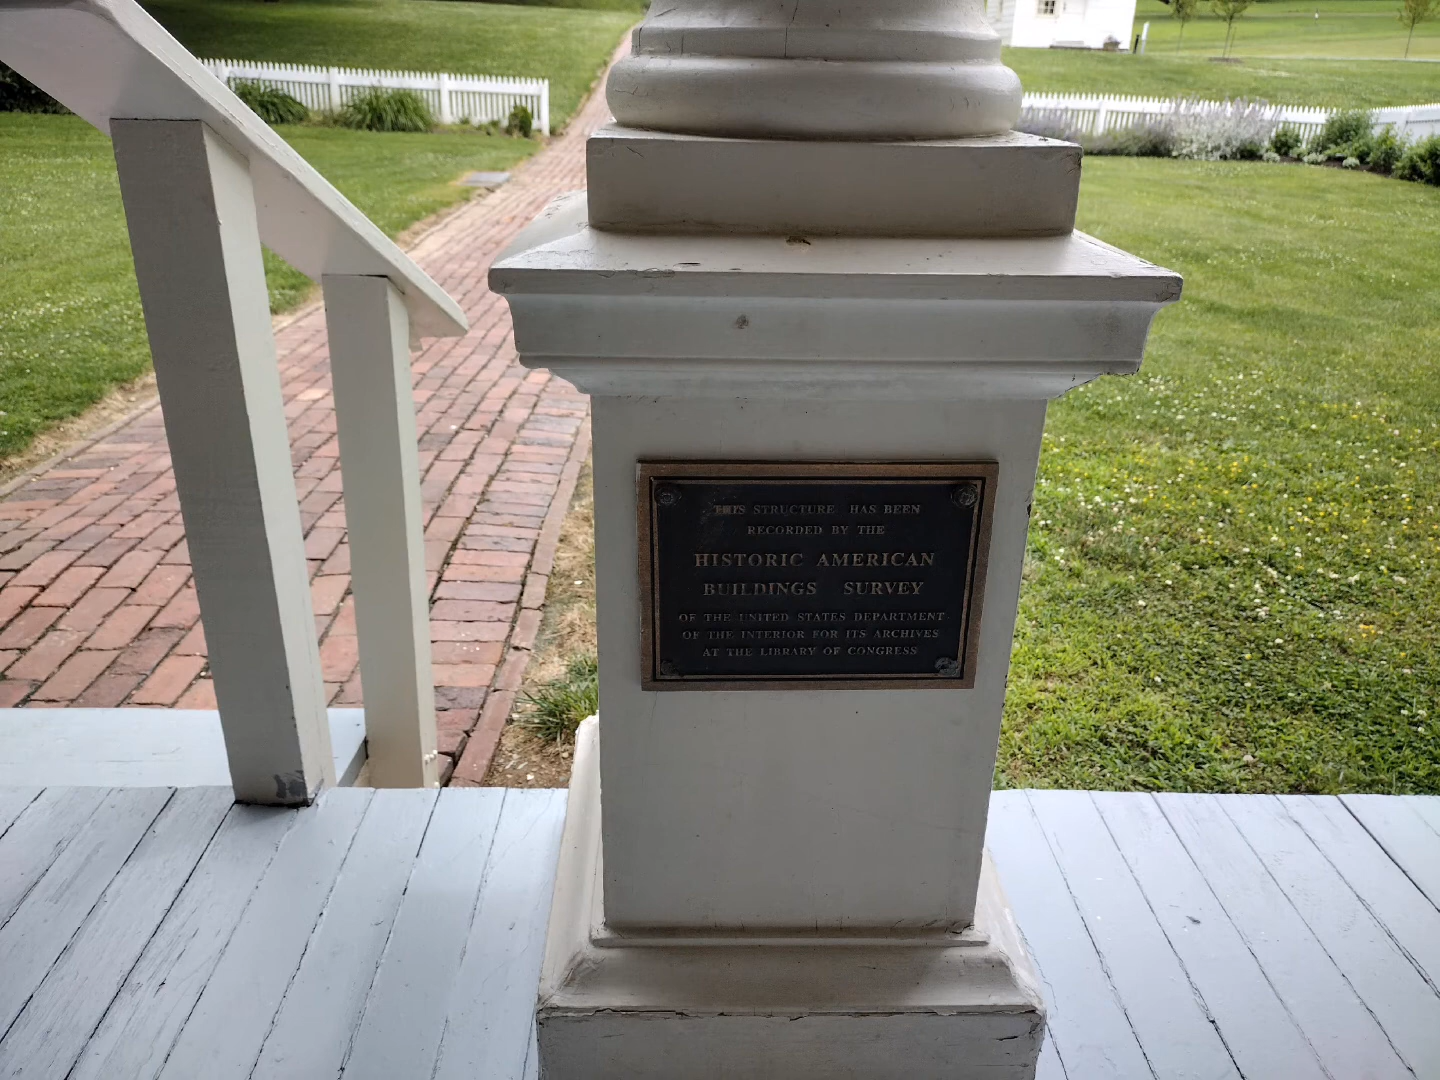 THIS STRUCTURE HAS BEEN
RECORDED BY THE
HISTORIC AMERICAN
BUILDINGS SURVEY
OF THE UNITED STATES DEPARTMENT
OF THE INTERIOR FOR ITS ARCHIVES
AT THE LIBRARY OF CONGRESS